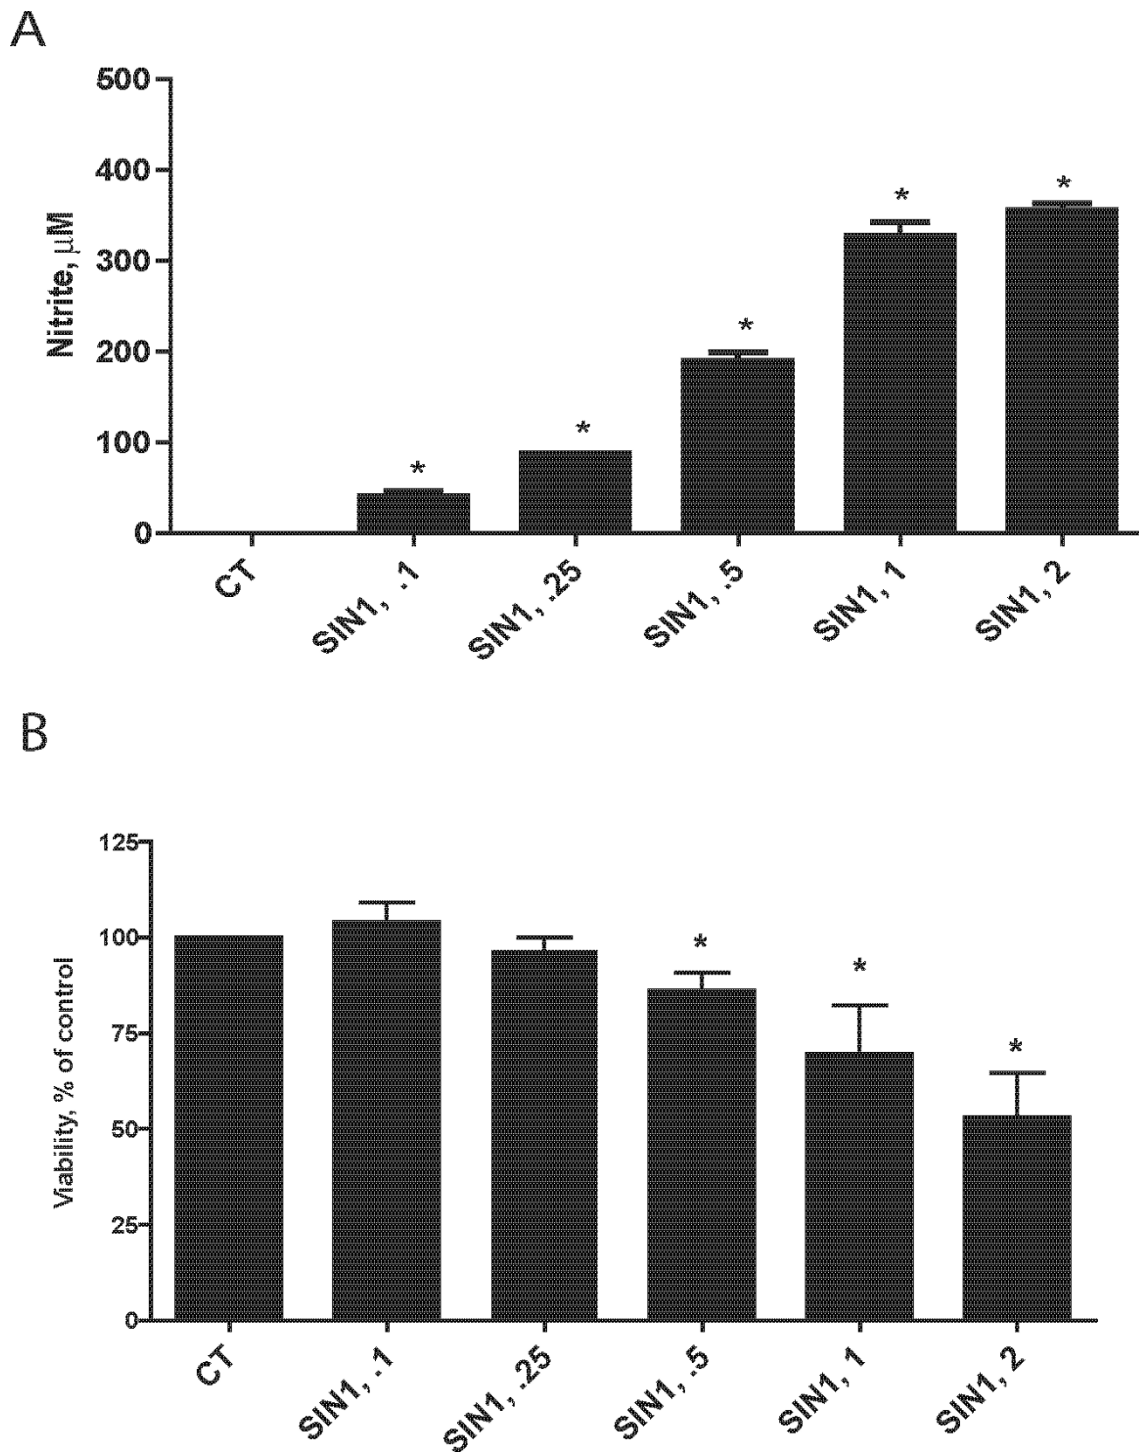 A
500
400
300
200
100
0
Nitrite, μM
*
*
*
*
*
CT
SIN1, .1
SIN1, .25
SIN1, .5
SIN1, 1
SIN1, 2
B
125
100
75
50
25
0
Viability, % of control
*
*
*
CT
SIN1, .1
SIN1, .25
SIN1, .5
SIN1, 1
SIN1, 2